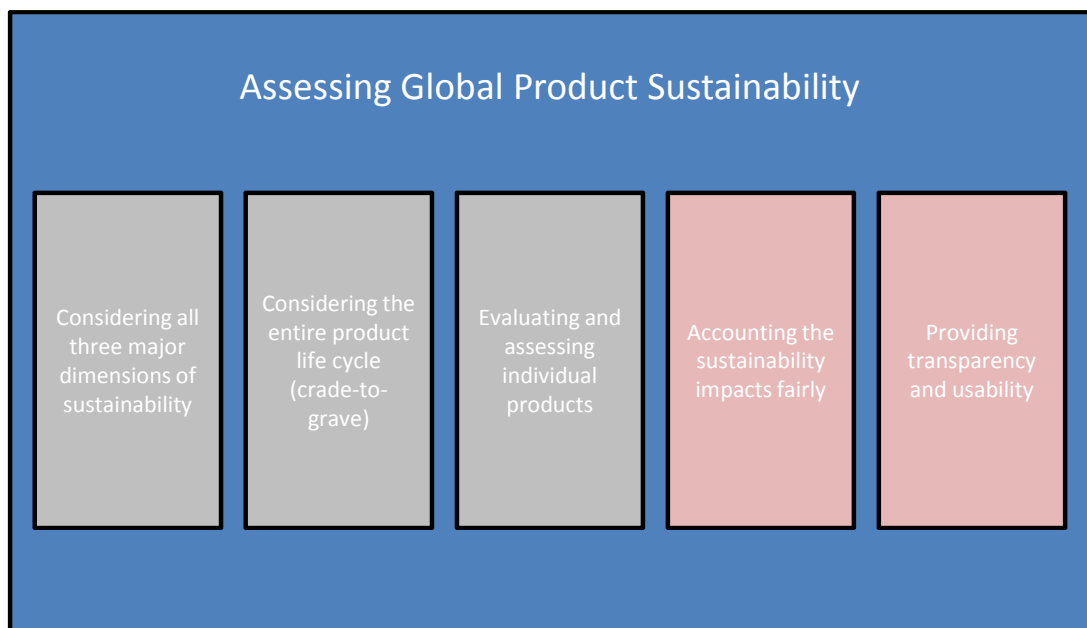 Assessing Global Product Sustainability
Considering all
three major
dimensions of
sustainability
Considering the
entire product
life cycle
(crade-to-
grave)
Evaluating and
assessing
individual
products
Accounting the
sustainability
impacts fairly
Providing
transparency
and usability